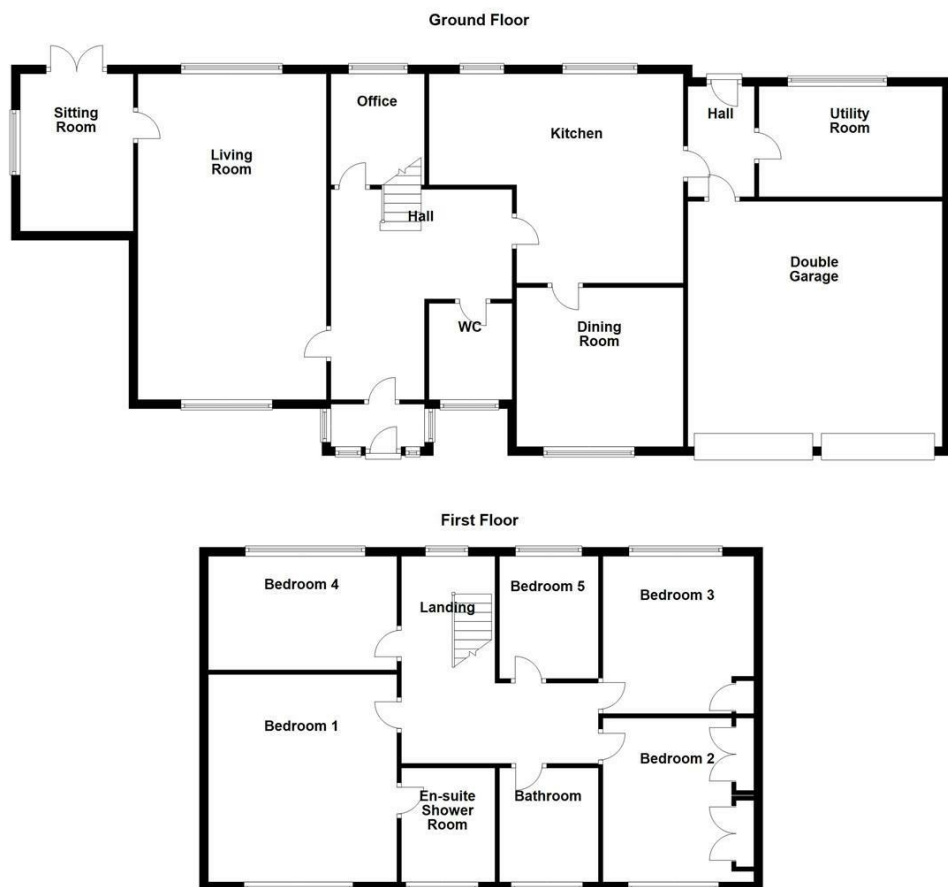 Ground Floor
Sitting
Room
Living
Room
Office
Kitchen
Hall
Utility
Room
Hall
Double
Garage
WC
Dining
Room
First Floor
Bedroom 4
Landing
Bedroom 5
Bedroom 3
Bedroom 1
Bedroom 2
En-suite
Shower
Room
Bathroom